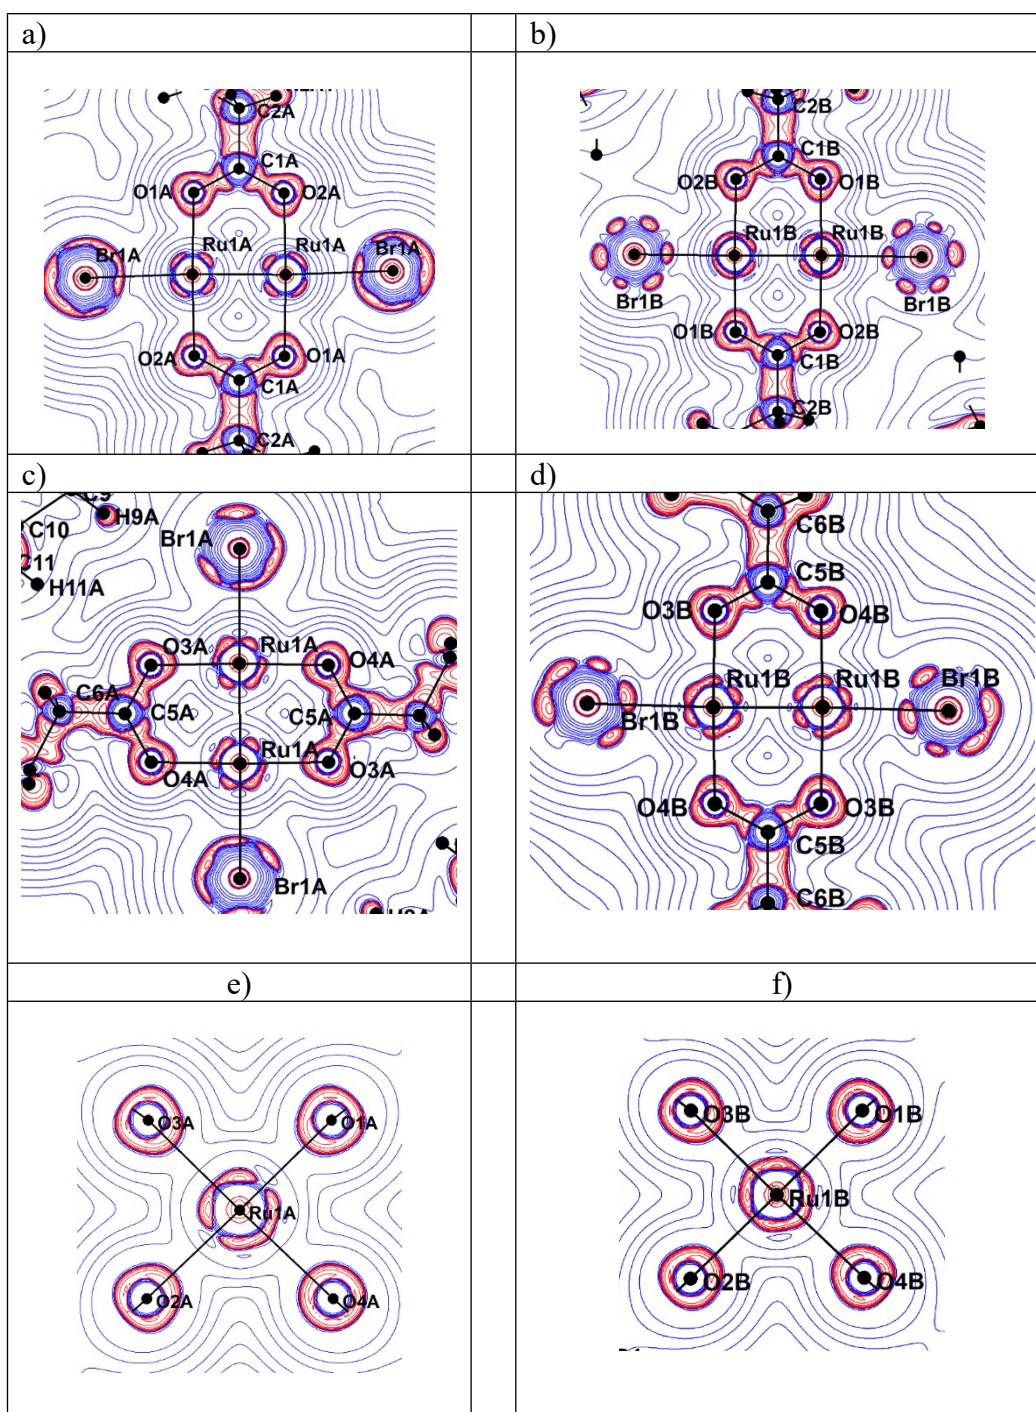 a)
b)
C2A
C1A
O1A
O2A
Br1A
Ru1A
Ru1A
Br1A
O2A
O1A
C1A
C2A
C2B
C1B
O2B
O1B
Ru1B
Ru1B
Br1B
Br1B
O1B
O2B
C1B
C2B
c)
d)
C9
H9A
C10
C11
H11A
Br1A
O3A
Ru1A
O4A
C6A
C5A
C5A
Ru1A
O4A
O3A
Br1A
C6B
C5B
O3B
O4B
Ru1B
Ru1B
Br1B
Br1B
O4B
O3B
C5B
C6B
e)
f)
O3A
O1A
Ru1A
O2A
O4A
O3B
O1B
Ru1B
O2B
O4B